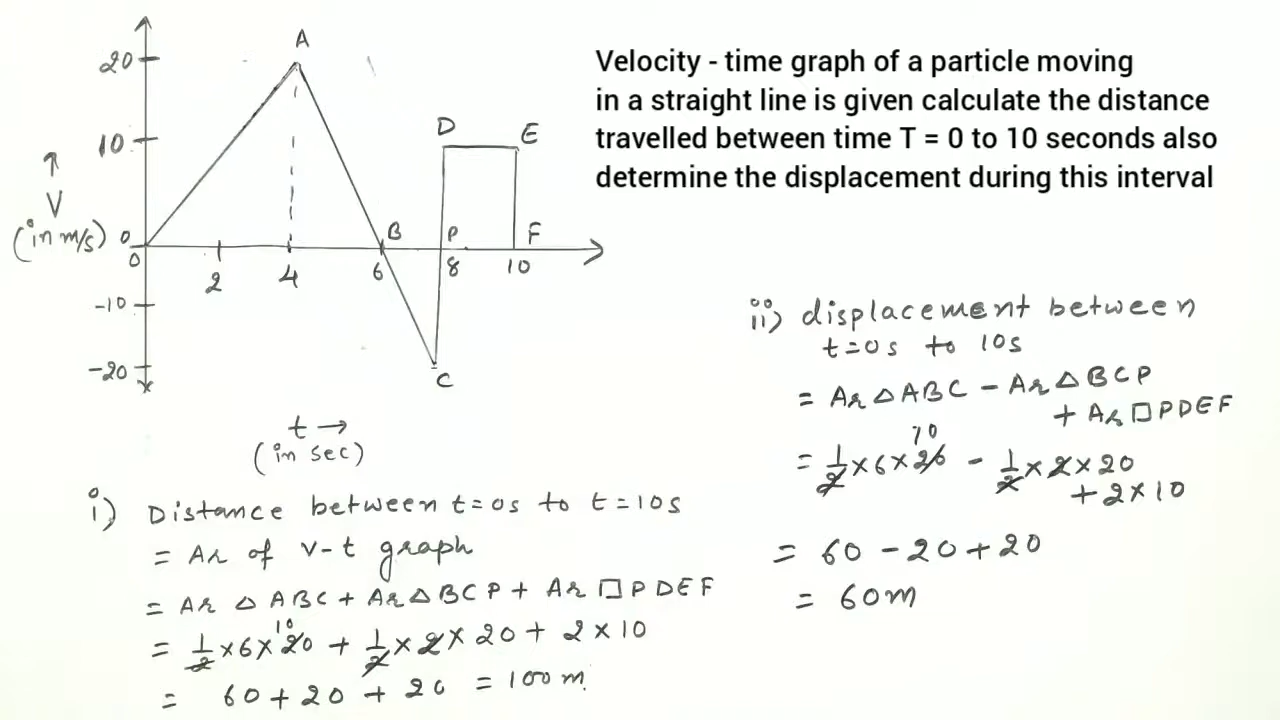 Velocity - time graph of a particle moving
in a straight line is given calculate the distance
travelled between time T = 0 to 10 seconds also
determine the displacement during this interval
20
A
10
D E
↑
V
(in m/s)
0
B P F
0 2 4 6 8 10
-10
-20
C
t →
(in sec)
i) Distance between t=0s to t=10s
= Ar of v-t graph
= Ar △ ABC + Ar △ BCP + Ar □ PDEF
= 1/2 × 6 × 20 10 + 1/2 × 2 × 20 + 2 × 10
= 60 + 20 + 20 = 100 m.
ii) displacement between
t=0s to 10s
= Ar △ ABC - Ar △ BCP
+ Ar □ PDEF
= 1/2 × 6 × 20 10 - 1/2 × 2 × 20
+ 2 × 10
= 60 - 20 + 20
= 60m